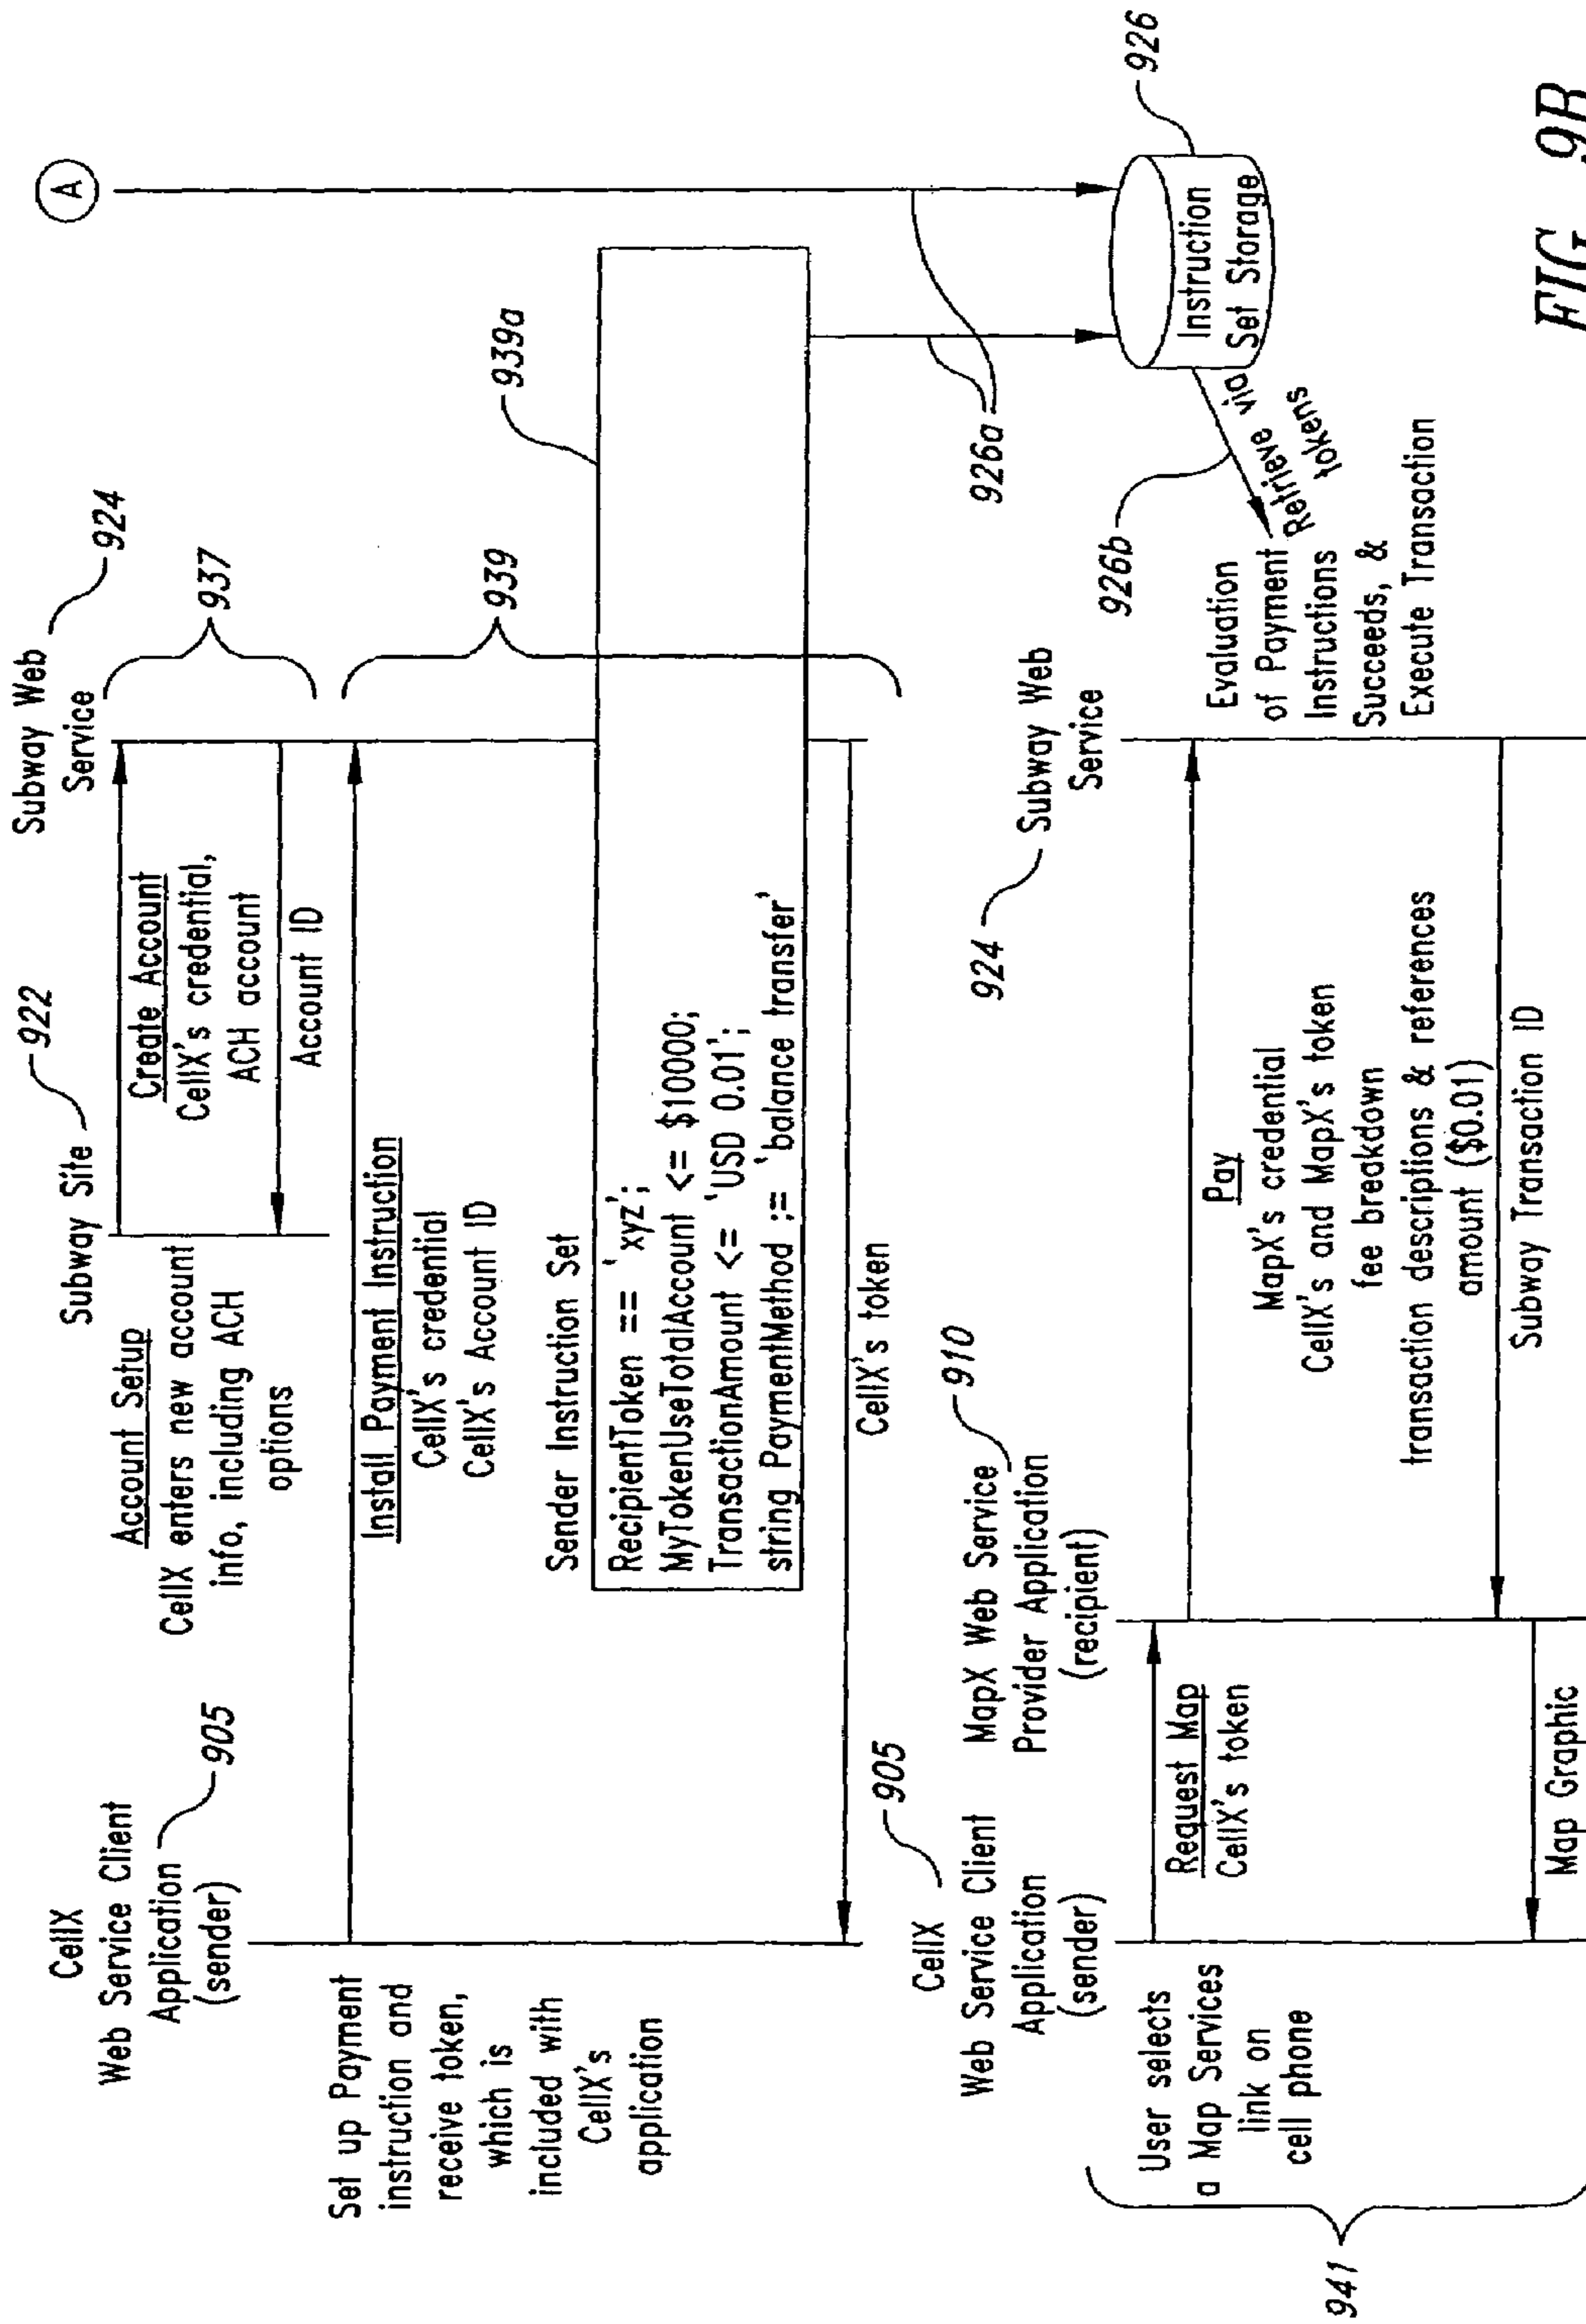 A
CellX
Web Service Client
Application
(sender)
905
Subway Site
922
Subway Web
Service
924
Account Setup
CellX enters new account
info, including ACH
options
Create Account
CellX's credential,
ACH account
Account ID
937
Set up Payment
instruction and
receive token,
which is
included with
CellX's
application
Install Payment Instruction
CellX's credential
CellX's Account ID
939
939a
Sender Instruction Set
RecipientToken == 'xyz';
MyTokenUseTotalAccount <= $10000;
TransactionAmount <= 'USD 0.01';
string PaymentMethod := 'balance transfer'
CellX's token
926a
Instruction
Set Storage
926
CellX
Web Service Client
Application
(sender)
905
MapX Web Service
Provider Application
(recipient)
910
924
Subway Web
Service
926b
Retrieve via
tokens
User selects
a Map Services
link on
cell phone
Request Map
CellX's token
Pay
MapX's credential
CellX's and MapX's token
fee breakdown
transaction descriptions & references
amount ($0.01)
Evaluation
of Payment
Instructions
Succeeds, &
Execute Transaction
Subway Transaction ID
Map Graphic
941
FIG. 9B